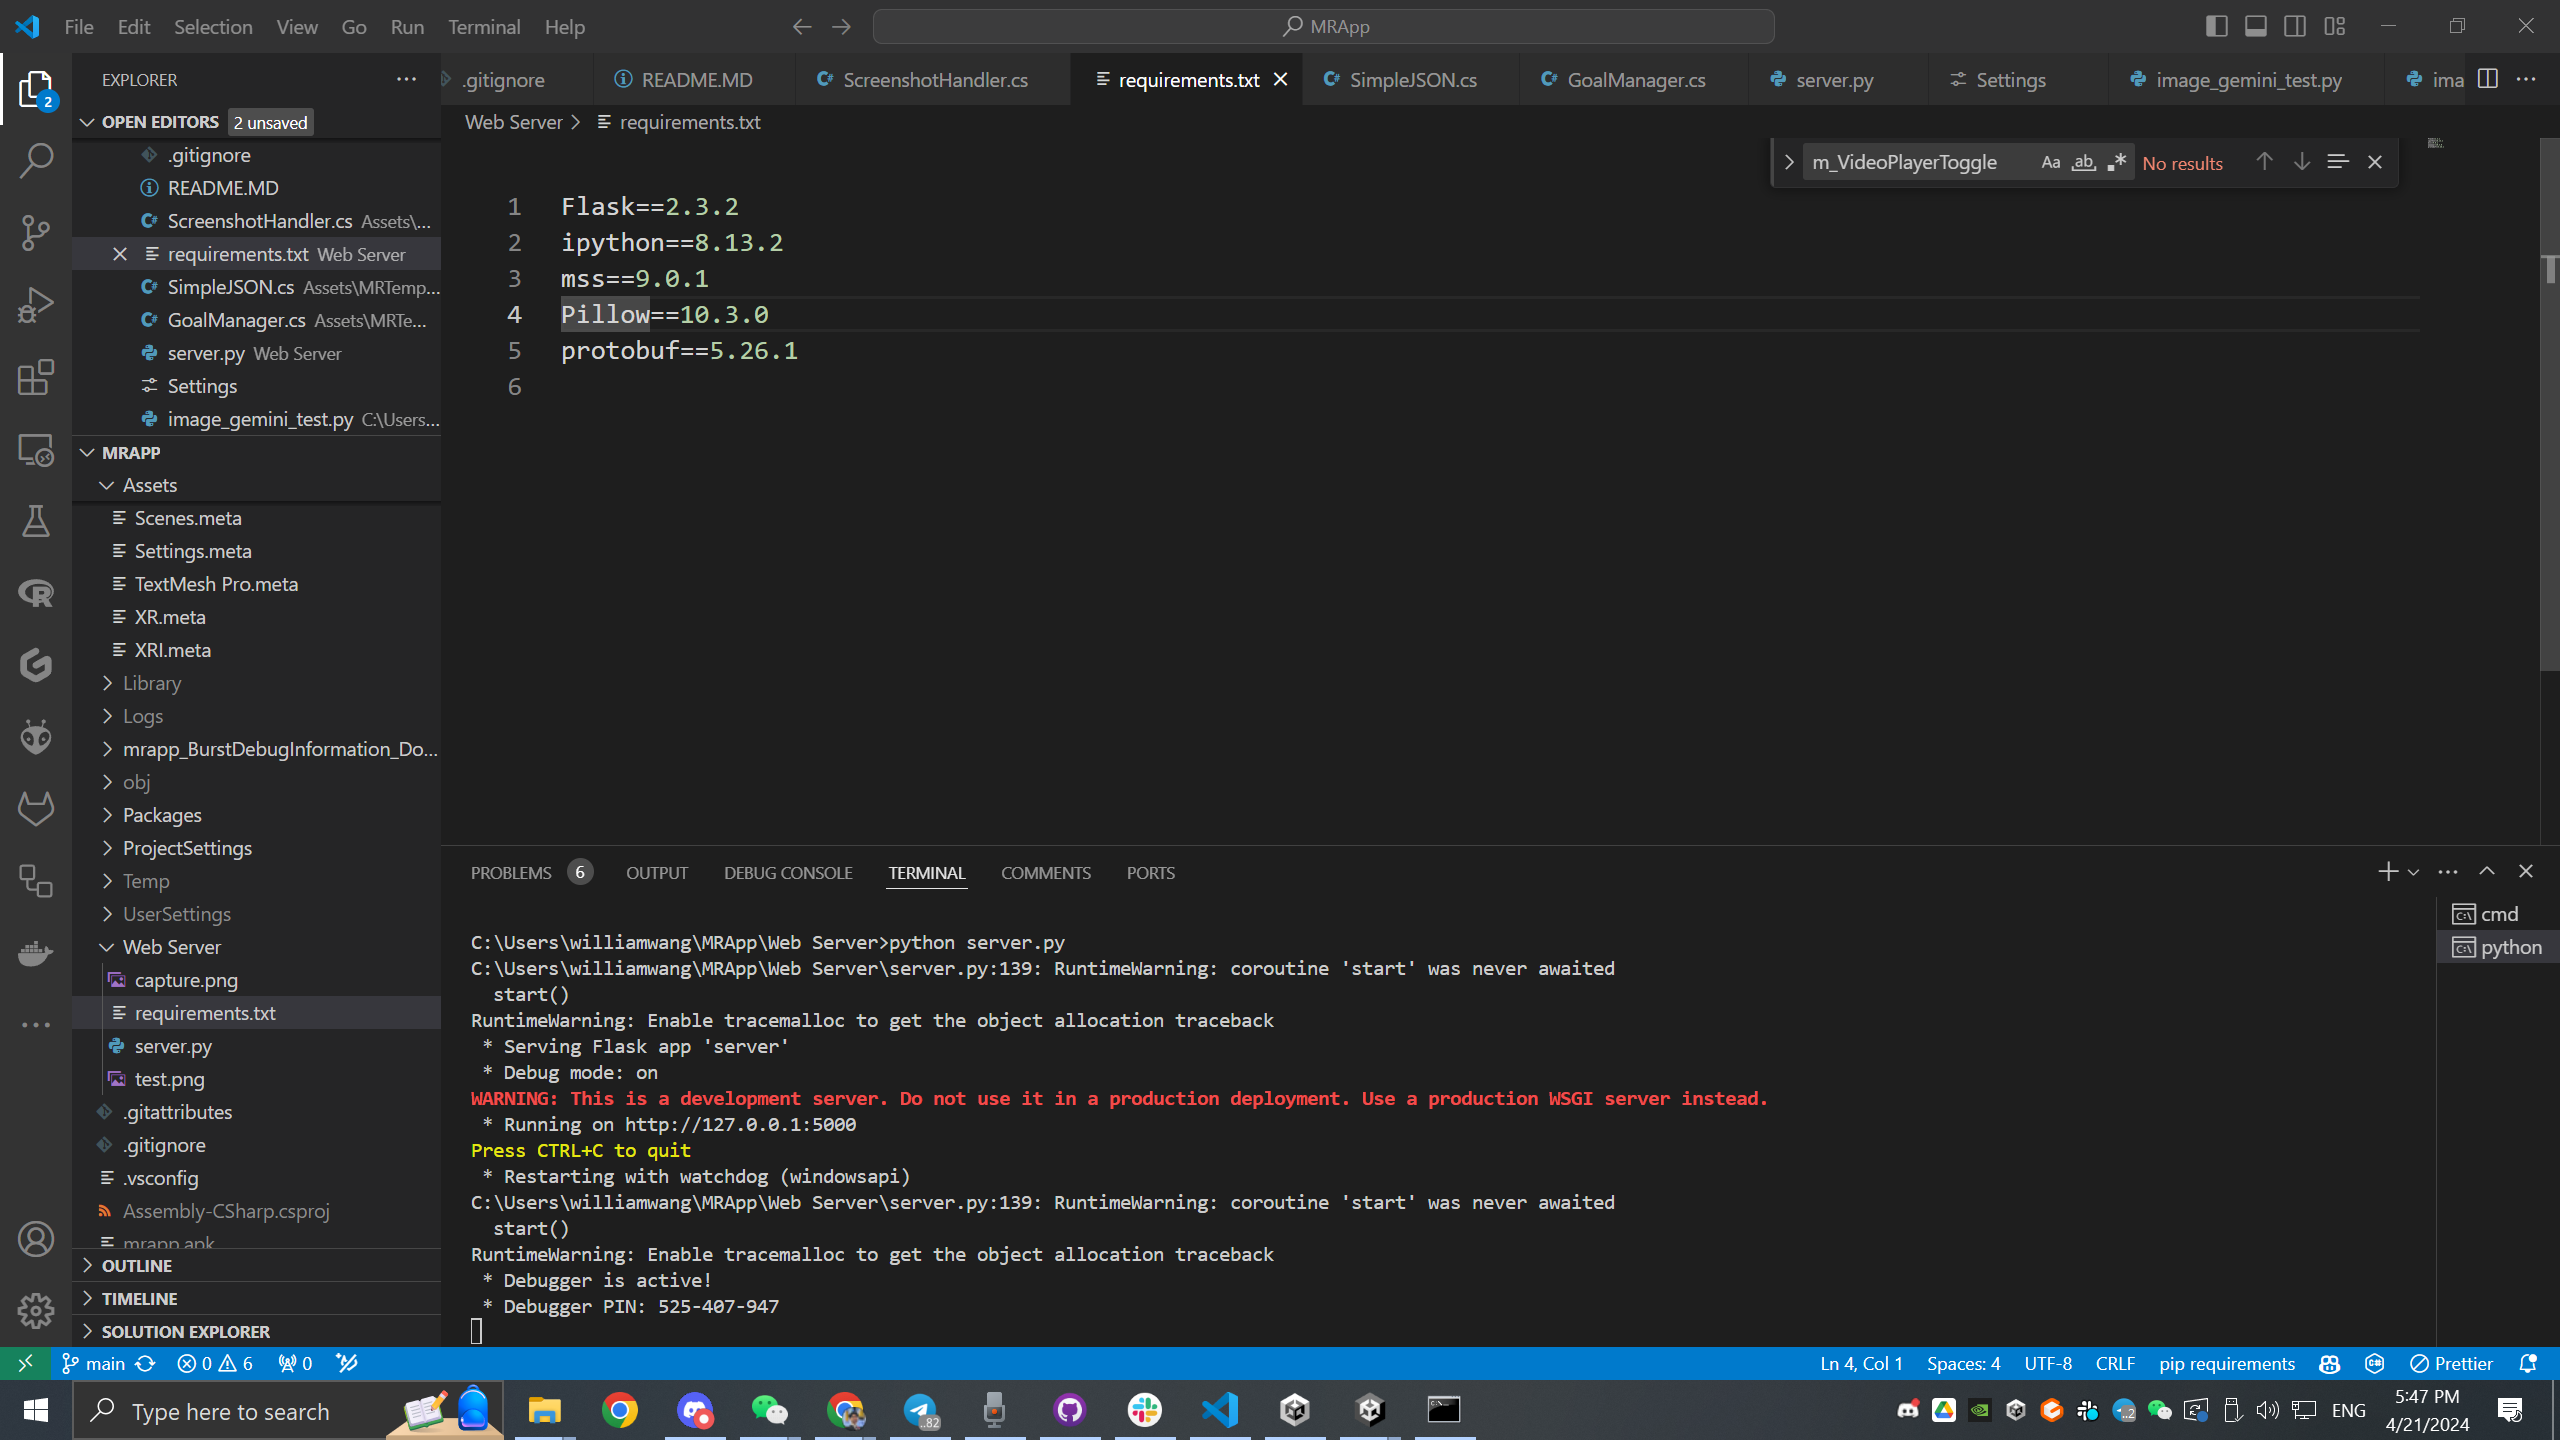 File Edit Selection View Go Run Terminal Help
MRApp
EXPLORER
OPEN EDITORS 2 unsaved
.gitignore
README.MD
ScreenshotHandler.cs Assets\...
requirements.txt Web Server
SimpleJSON.cs Assets\MRTemp...
GoalManager.cs Assets\MRTe...
server.py Web Server
Settings
image_gemini_test.py C:\Users...
MRAPP
Assets
Scenes.meta
Settings.meta
TextMesh Pro.meta
XR.meta
XRI.meta
Library
Logs
mrapp_BurstDebugInformation_Do...
obj
Packages
ProjectSettings
Temp
UserSettings
Web Server
capture.png
requirements.txt
server.py
test.png
.gitattributes
.gitignore
.vsconfig
Assembly-CSharp.csproj
mrapp.apk
OUTLINE
TIMELINE
SOLUTION EXPLORER
2
.gitignore README.MD ScreenshotHandler.cs requirements.txt SimpleJSON.cs GoalManager.cs server.py Settings image_gemini_test.py ima
Web Server > requirements.txt
m_VideoPlayerToggle Aa ab .* No results
1 Flask==2.3.2
2 ipython==8.13.2
3 mss==9.0.1
4 Pillow==10.3.0
5 protobuf==5.26.1
6
PROBLEMS 6 OUTPUT DEBUG CONSOLE TERMINAL COMMENTS PORTS
cmd
python
C:\Users\williamwang\MRApp\Web Server>python server.py
C:\Users\williamwang\MRApp\Web Server\server.py:139: RuntimeWarning: coroutine 'start' was never awaited
start()
RuntimeWarning: Enable tracemalloc to get the object allocation traceback
* Serving Flask app 'server'
* Debug mode: on
WARNING: This is a development server. Do not use it in a production deployment. Use a production WSGI server instead.
* Running on http://127.0.0.1:5000
Press CTRL+C to quit
* Restarting with watchdog (windowsapi)
C:\Users\williamwang\MRApp\Web Server\server.py:139: RuntimeWarning: coroutine 'start' was never awaited
start()
RuntimeWarning: Enable tracemalloc to get the object allocation traceback
* Debugger is active!
* Debugger PIN: 525-407-947
main 0 6 0 Ln 4, Col 1 Spaces: 4 UTF-8 CRLF pip requirements Prettier
Type here to search
..82
..2
ENG
5:47 PM
4/21/2024